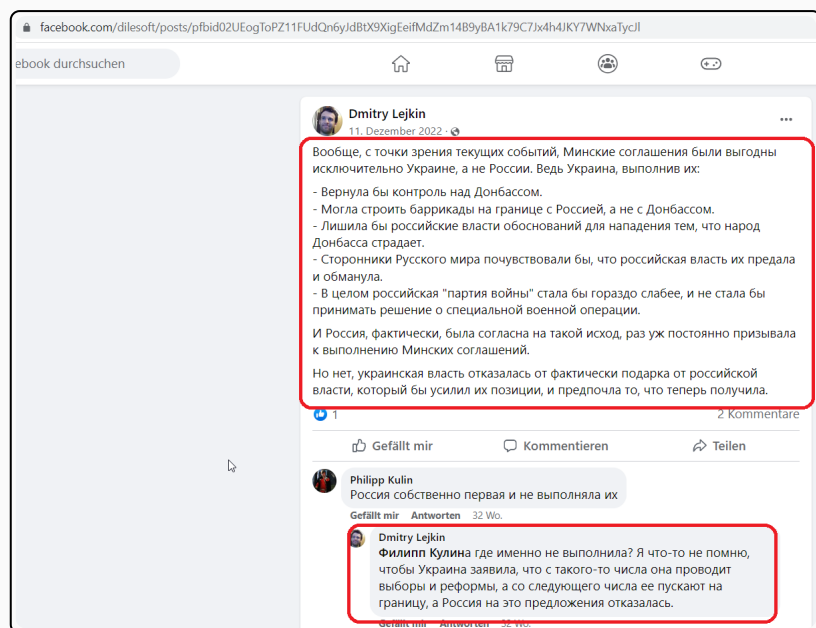 facebook.com/dilesoft/posts/pfbid02UEogToPZ11FUdQn6yJdBtX9XigEeifMdZm14B9yBA1k79C7Jx4h4JKY7WNxaTycJl
ebook durchsuchen
Dmitry Lejkin
11. Dezember 2022 ·
Вообще, с точки зрения текущих событий, Минские соглашения были выгодны
исключительно Украине, а не России. Ведь Украина, выполнив их:
- Вернула бы контроль над Донбассом.
- Могла строить баррикады на границе с Россией, а не с Донбассом.
- Лишила бы российские власти обоснований для нападения тем, что народ
Донбасса страдает.
- Сторонники Русского мира почувствовали бы, что российская власть их предала
и обманула.
- В целом российская "партия войны" стала бы гораздо слабее, и не стала бы
принимать решение о специальной военной операции.
И Россия, фактически, была согласна на такой исход, раз уж постоянно призывала
к выполнению Минских соглашений.
Но нет, украинская власть отказалась от фактически подарка от российской
власти, который бы усилил их позиции, и предпочла то, что теперь получила.
1
2 Kommentare
Gefällt mir Kommentieren Teilen
Philipp Kulin
Россия собственно первая и не выполняла их
Gefällt mir Antworten 32 Wo.
Dmitry Lejkin
Филипп Кулинa где именно не выполнила? Я что-то не помню,
чтобы Украина заявила, что с такого-то числа она проводит
выборы и реформы, а со следующего числа ее пускают на
границу, а Россия на это предложения отказалась.
Gefällt mir Antworten 32 Wo.